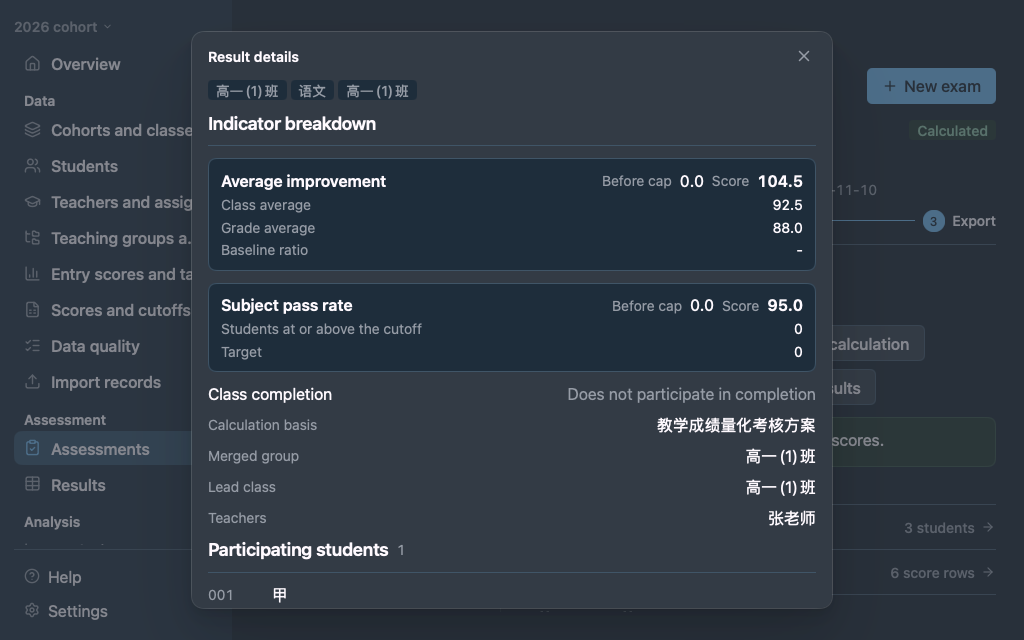 2026 cohort
Overview
Data
Cohorts and classe
Students
Teachers and assig
Teaching groups a..
Entry scores and ta
Scores and cutoffs
Data quality
Import records
Assessment
Assessments
Results
Analysis
Help
Settings
Result details
高一 (1) 班 语文 高一 (1) 班
Indicator breakdown
Average improvement Before cap 0.0 Score 104.5
Class average 92.5
Grade average 88.0
Baseline ratio -
Subject pass rate Before cap 0.0 Score 95.0
Students at or above the cutoff 0
Target 0
Class completion Does not participate in completion
Calculation basis 教学成绩量化考核方案
Merged group 高一 (1) 班
Lead class 高一 (1) 班
Teachers 张老师
Participating students 1
001 甲
+ New exam
Calculated
-11-10
3 Export
calculation
ults
scores.
3 students →
6 score rows →